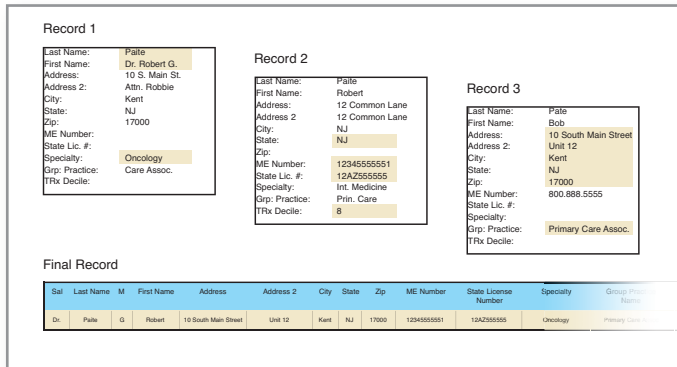 Record 1
Last Name: Paite
First Name: Dr. Robert G.
Address: 10 S. Main St.
Address 2: Attn. Robbie
City: Kent
State: NJ
Zip: 17000
ME Number:
State Lic. #:
Specialty: Oncology
Grp: Practice: Care Assoc.
TRx Decile:
Record 2
Last Name: Paite
First Name: Robert
Address: 12 Common Lane
Address 2 12 Common Lane
City: NJ
State: NJ
Zip:
ME Number: 12345555551
State Lic. #: 12AZ555555
Specialty: Int. Medicine
Grp: Practice: Prin. Care
TRx Decile: 8
Record 3
Last Name: Pate
First Name: Bob
Address: 10 South Main Street
Address 2: Unit 12
City: Kent
State: NJ
Zip: 17000
ME Number: 800.888.5555
State Lic. #:
Specialty:
Grp: Practice: Primary Care Assoc.
TRx Decile:
Final Record
Sal Last Name M First Name Address Address 2 City State Zip ME Number State License Specialty Group
Number Name
Dr. Paite G Robert 10 South Main Street Unit 12 Kent NJ 17000 12345555551 12AZ555555 Oncology Primary